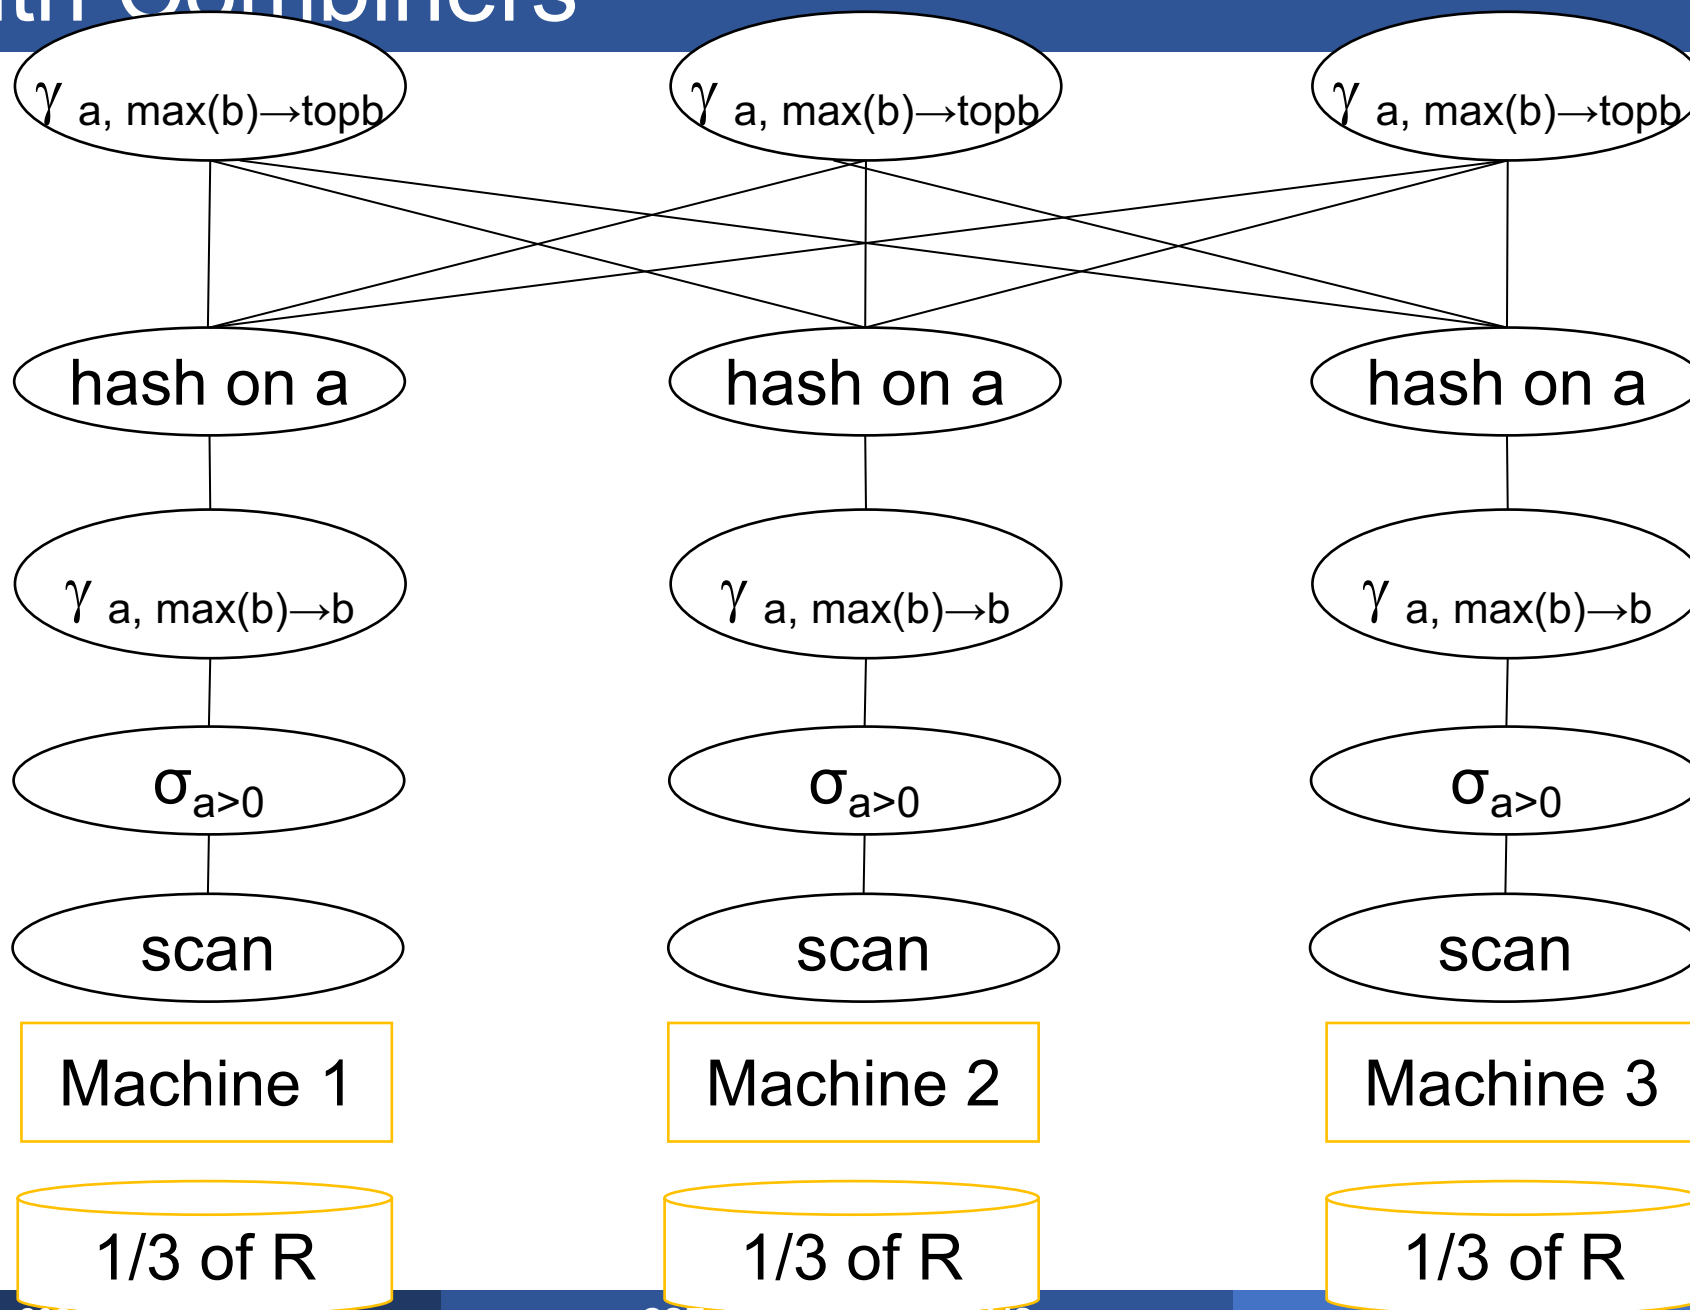 Combiners
γ a, max(b)→topb γ a, max(b)→topb γ a, max(b)→topb
hash on a hash on a hash on a
γ a, max(b)→b γ a, max(b)→b γ a, max(b)→b
σa>0 σa>0 σa>0
scan scan scan
Machine 1 Machine 2 Machine 3
1/3 of R 1/3 of R 1/3 of R